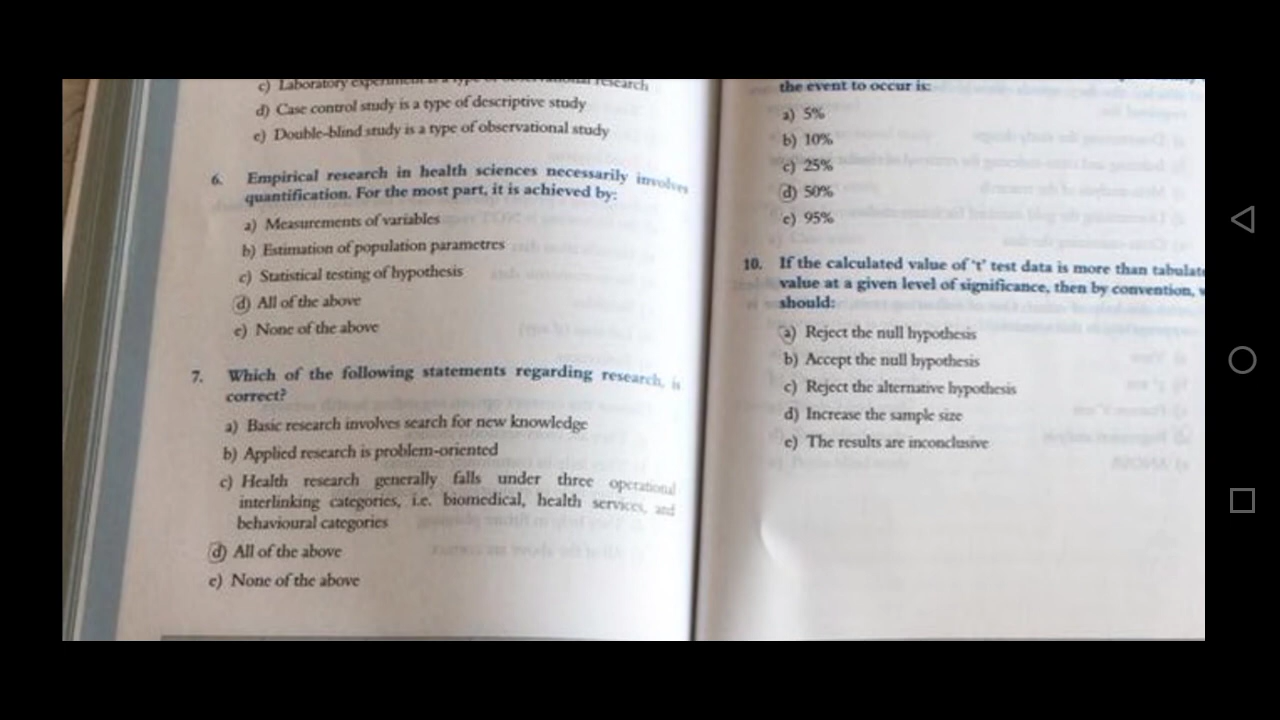 c) Laboratory experiment is a type of observational research
d) Case control study is a type of descriptive study
e) Double-blind study is a type of observational study
6. Empirical research in health sciences necessarily involves
quantification. For the most part, it is achieved by:
a) Measurements of variables
b) Estimation of population parametres
c) Statistical testing of hypothesis
d) All of the above
e) None of the above
7. Which of the following statements regarding research, is
correct?
a) Basic research involves search for new knowledge
b) Applied research is problem-oriented
c) Health research generally falls under three operational
interlinking categories, i.e. biomedical, health services, and
behavioural categories
d) All of the above
e) None of the above
the event to occur is:
a) 5%
b) 10%
c) 25%
d) 50%
e) 95%
10. If the calculated value of 't' test data is more than tabulate
value at a given level of significance, then by convention, w
should:
a) Reject the null hypothesis
b) Accept the null hypothesis
c) Reject the alternative hypothesis
d) Increase the sample size
e) The results are inconclusive